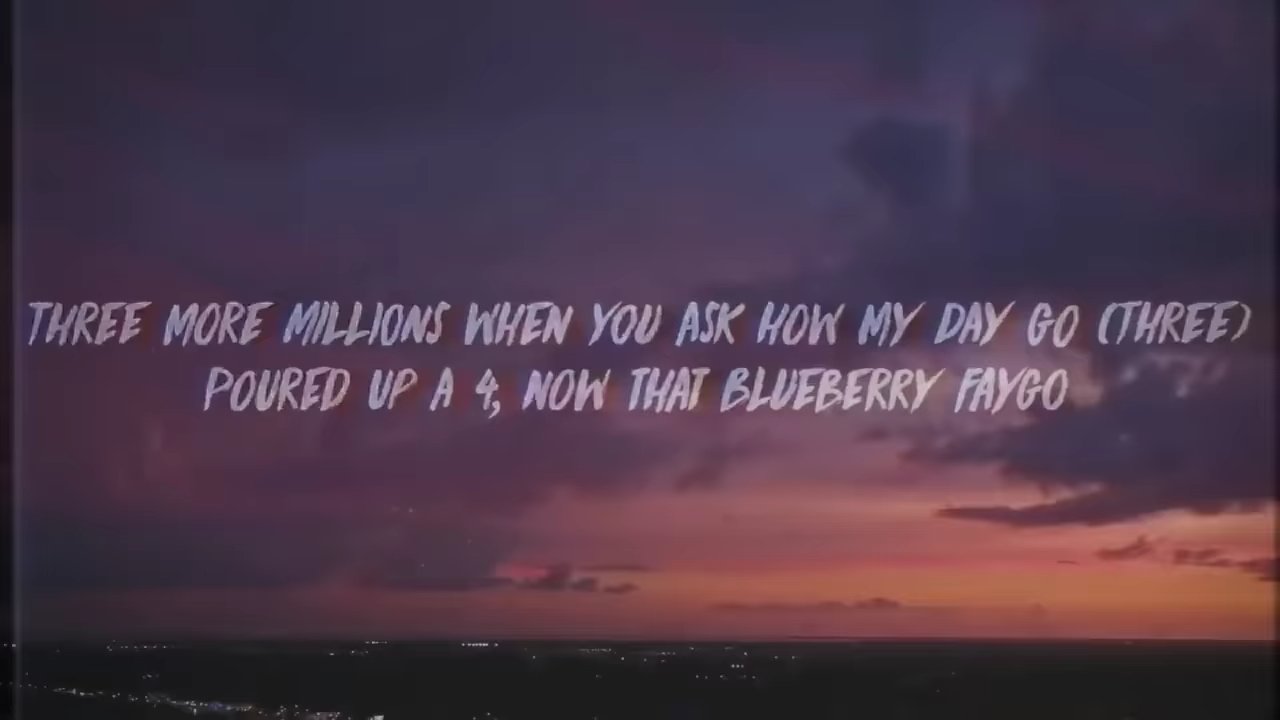 THREE MORE MILLIONS WHEN YOU ASK HOW MY DAY GO (THREE)
POURED UP A 4, NOW THAT BLUEBERRY FAYGO